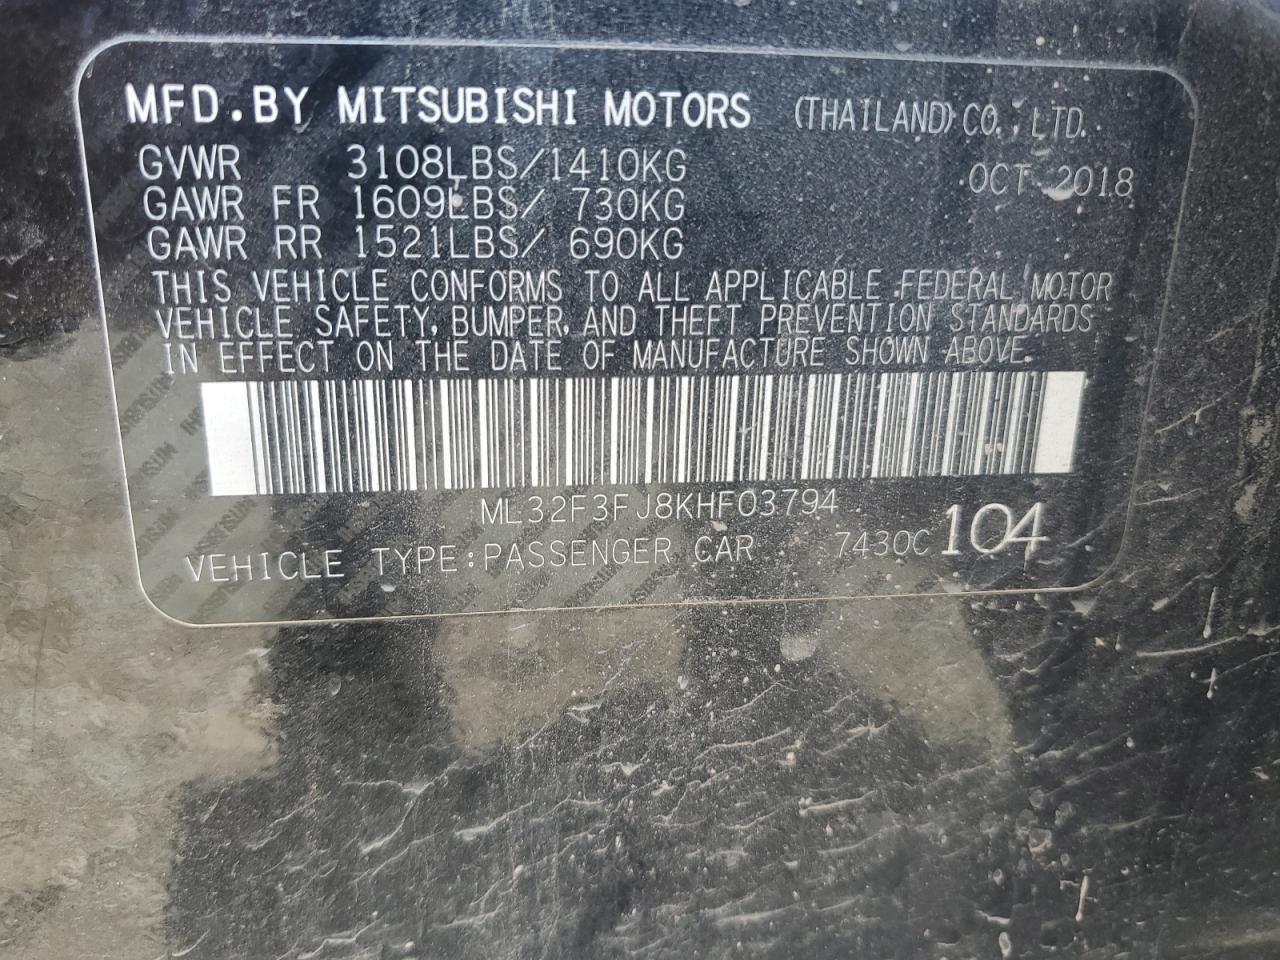 MFD.BY MITSUBISHI MOTORS (THAILAND) CO.,LTD.
GVWR 3108LBS/1410KG OCT 2018
GAWR FR 1609LBS/ 730KG
GAWR RR 1521LBS/ 690KG
THIS VEHICLE CONFORMS TO ALL APPLICABLE FEDERAL MOTOR
VEHICLE SAFETY, BUMPER, AND THEFT PREVENTION STANDARDS
IN EFFECT ON THE DATE OF MANUFACTURE SHOWN ABOVE.
ML32F3FJ8KHF03794
VEHICLE TYPE:PASSENGER CAR 7430C 104